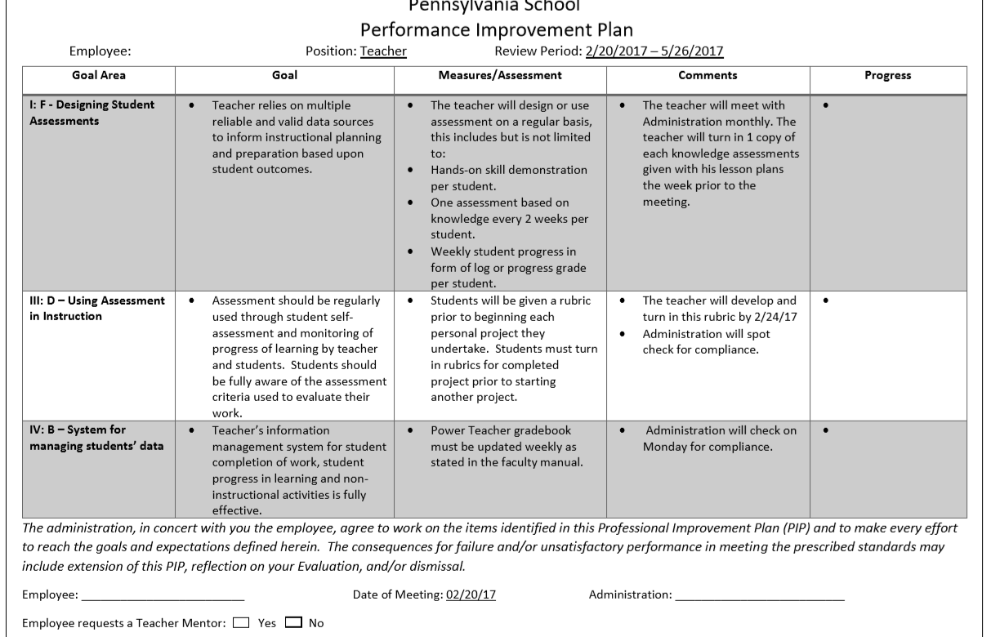 Pennsylvania School
Performance Improvement Plan
Employee: Position: Teacher Review Period: 2/20/2017 – 5/26/2017
Goal Area Goal Measures/Assessment Comments Progress
I: F - Designing Student
Assessments
• Teacher relies on multiple
reliable and valid data sources
to inform instructional planning
and preparation based upon
student outcomes.
• The teacher will design or use
assessment on a regular basis,
this includes but is not limited
to:
• Hands-on skill demonstration
per student.
• One assessment based on
knowledge every 2 weeks per
student.
• Weekly student progress in
form of log or progress grade
per student.
• The teacher will meet with
Administration monthly. The
teacher will turn in 1 copy of
each knowledge assessments
given with his lesson plans
the week prior to the
meeting.
•
III: D – Using Assessment
in Instruction
• Assessment should be regularly
used through student self-
assessment and monitoring of
progress of learning by teacher
and students. Students should
be fully aware of the assessment
criteria used to evaluate their
work.
• Students will be given a rubric
prior to beginning each
personal project they
undertake. Students must turn
in rubrics for completed
project prior to starting
another project.
• The teacher will develop and
turn in this rubric by 2/24/17
• Administration will spot
check for compliance.
•
IV: B – System for
managing students’ data
• Teacher’s information
management system for student
completion of work, student
progress in learning and non-
instructional activities is fully
effective.
• Power Teacher gradebook
must be updated weekly as
stated in the faculty manual.
• Administration will check on
Monday for compliance.
•
The administration, in concert with you the employee, agree to work on the items identified in this Professional Improvement Plan (PIP) and to make every effort
to reach the goals and expectations defined herein. The consequences for failure and/or unsatisfactory performance in meeting the prescribed standards may
include extension of this PIP, reflection on your Evaluation, and/or dismissal.
Employee: ________________________ Date of Meeting: 02/20/17 Administration: _________________________
Employee requests a Teacher Mentor: ☐ Yes ☐ No